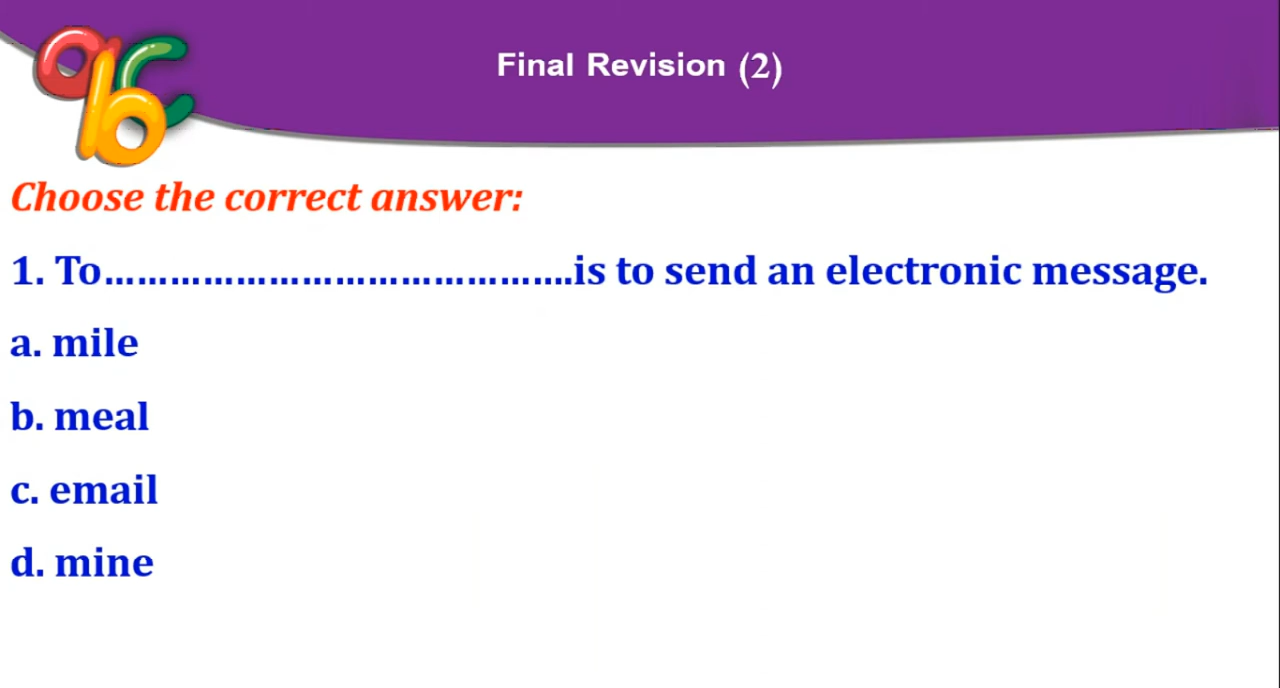 abc
Final Revision (2)
Choose the correct answer:
1. To…………………………………….is to send an electronic message.
a. mile
b. meal
c. email
d. mine